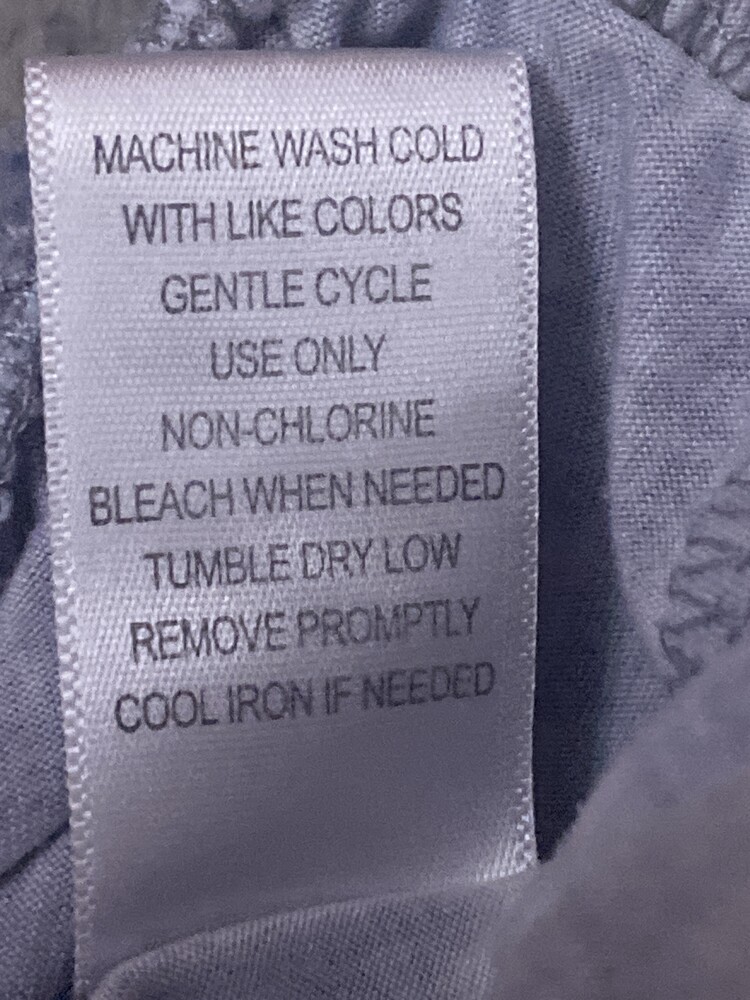 MACHINE WASH COLD
WITH LIKE COLORS
GENTLE CYCLE
USE ONLY
NON-CHLORINE
BLEACH WHEN NEEDED
TUMBLE DRY LOW
REMOVE PROMPTLY
COOL IRON IF NEEDED